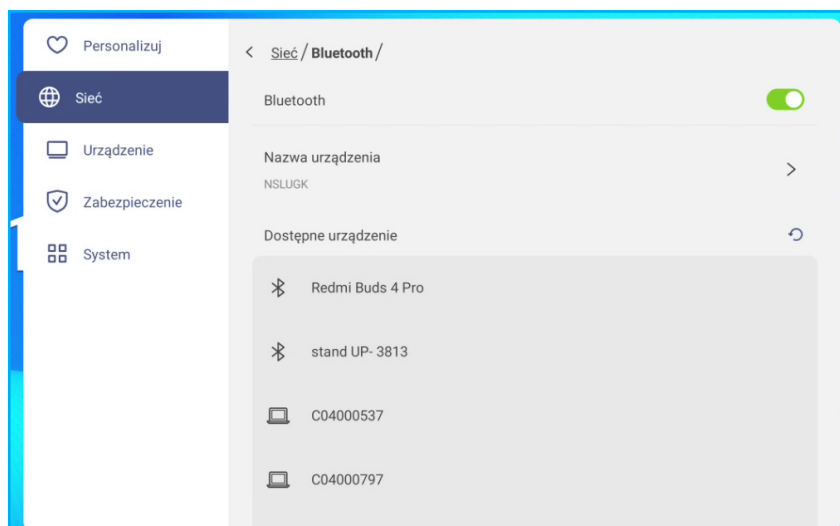 Personalizuj
Sieć
Urządzenie
Zabezpieczenie
System
Sieć / Bluetooth /
Bluetooth
Nazwa urządzenia
NSLUGK
Dostępne urządzenie
Redmi Buds 4 Pro
stand UP- 3813
C04000537
C04000797